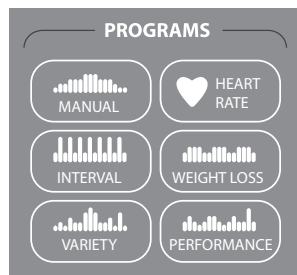 PROGRAMS
MANUAL
HEART
RATE
INTERVAL
WEIGHT LOSS
VARIETY
PERFORMANCE